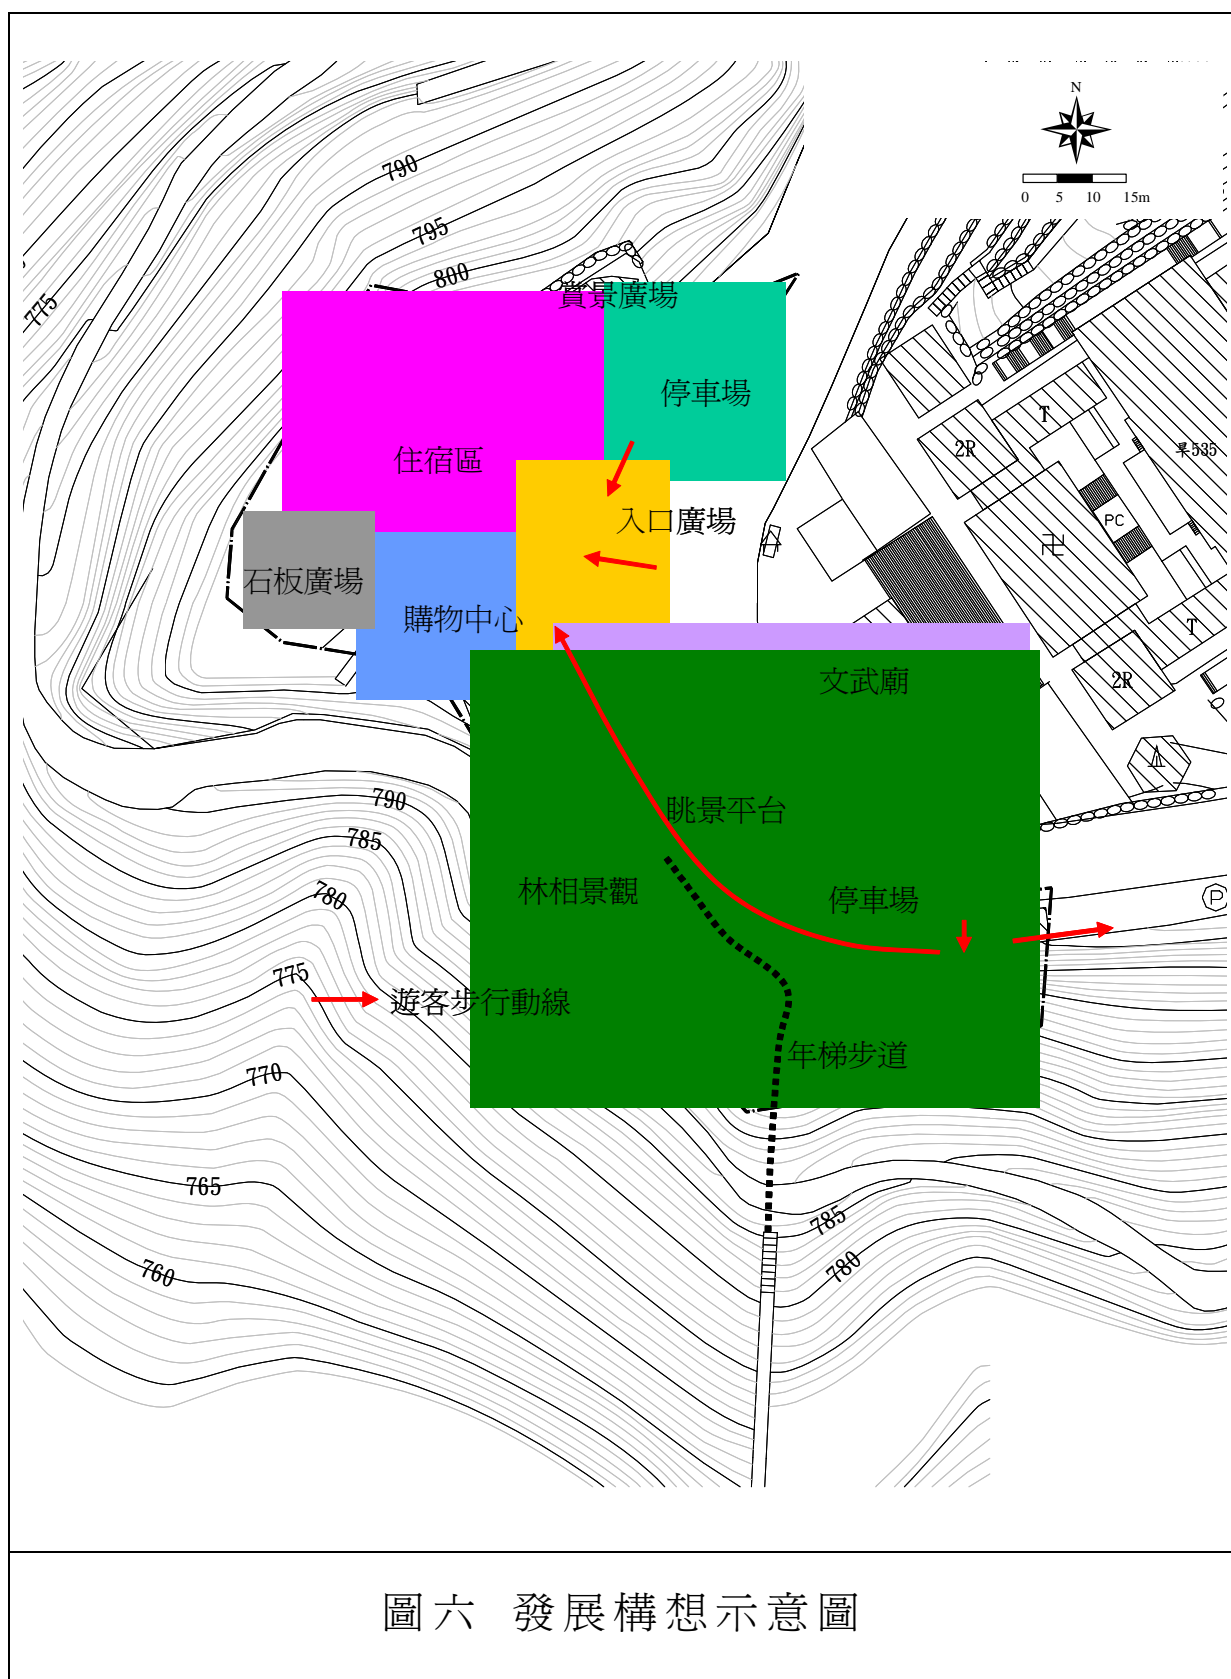 N
0 5 10 15m
790
795
800
775
賞景廣場
停車場
T
2R
旱535
住宿區
入口廣場
PC
卍
石板廣場
購物中心
T
文武廟
2R
790
眺景平台
785
780
林相景觀
停車場
P
775
遊客步行動線
年梯步道
770
765
785
760
780
圖六 發展構想示意圖